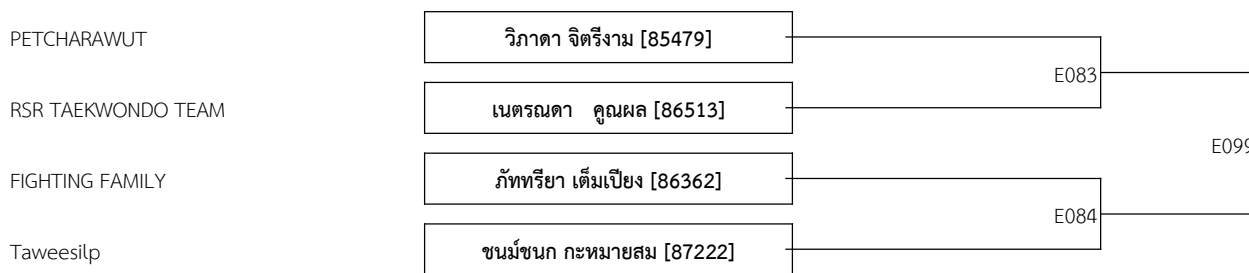 PETCHARAWUT วิภาดา จิตรีงาม [85479]
E083
RSR TAEKWONDO TEAM เนตรณดา คูณผล [86513]
E099
FIGHTING FAMILY ภัททรียา เต็มเปียง [86362]
E084
Taweesilp ชนม์ชนก กะหมายสม [87222]